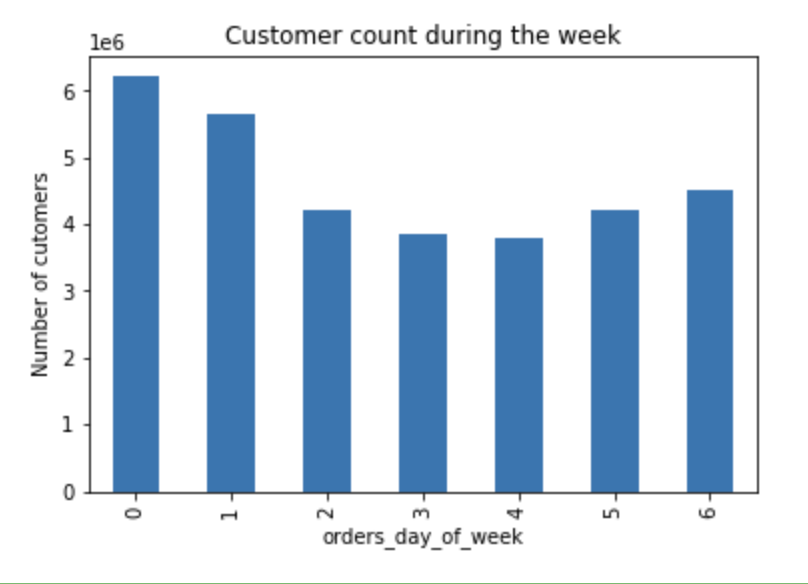 Customer count during the week
1e6
6
5
4
3
2
1
0
Number of cutomers
0 1 2 3 4 5 6
orders_day_of_week